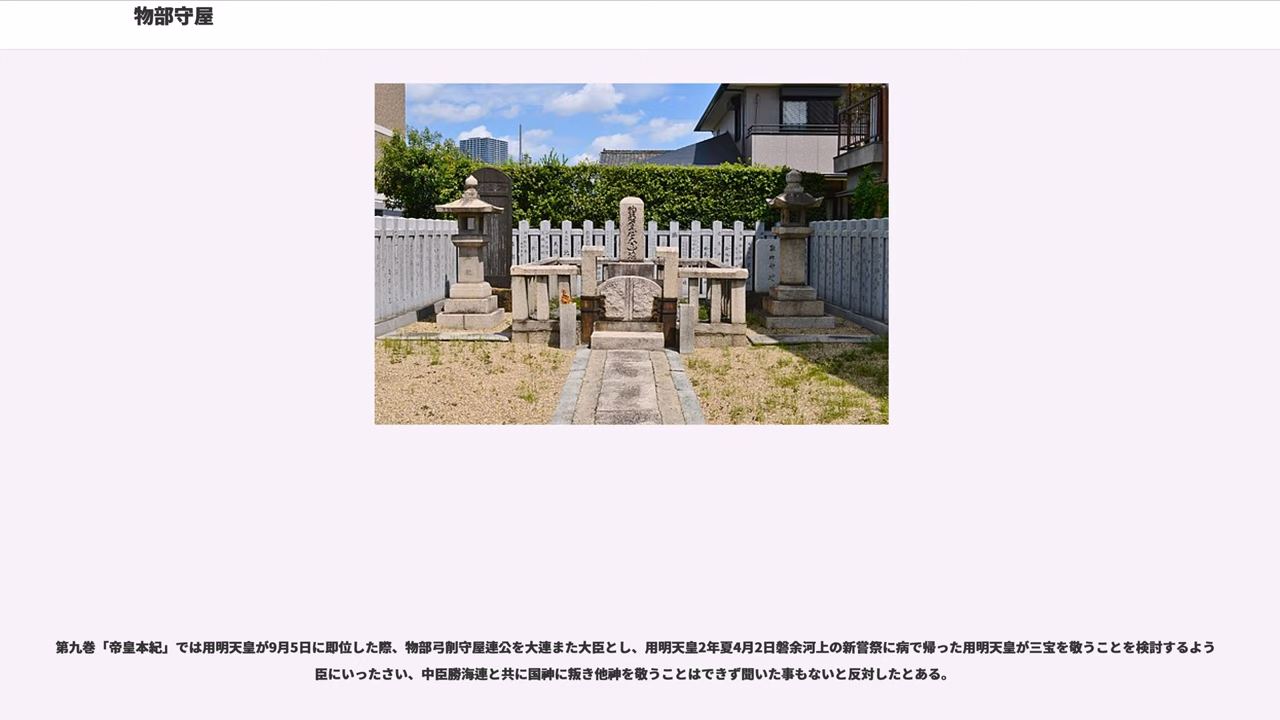 物部守屋
第九巻「帝皇本紀」では用明天皇が9月5日に即位した際、物部弓削守屋連公を大連また大臣とし、用明天皇2年夏4月2日磐余河上の新嘗祭に病で帰った用明天皇が三宝を敬うことを検討するよう
臣にいったさい、中臣勝海連と共に国神に叛き他神を敬うことはできず聞いた事もないと反対したとある。